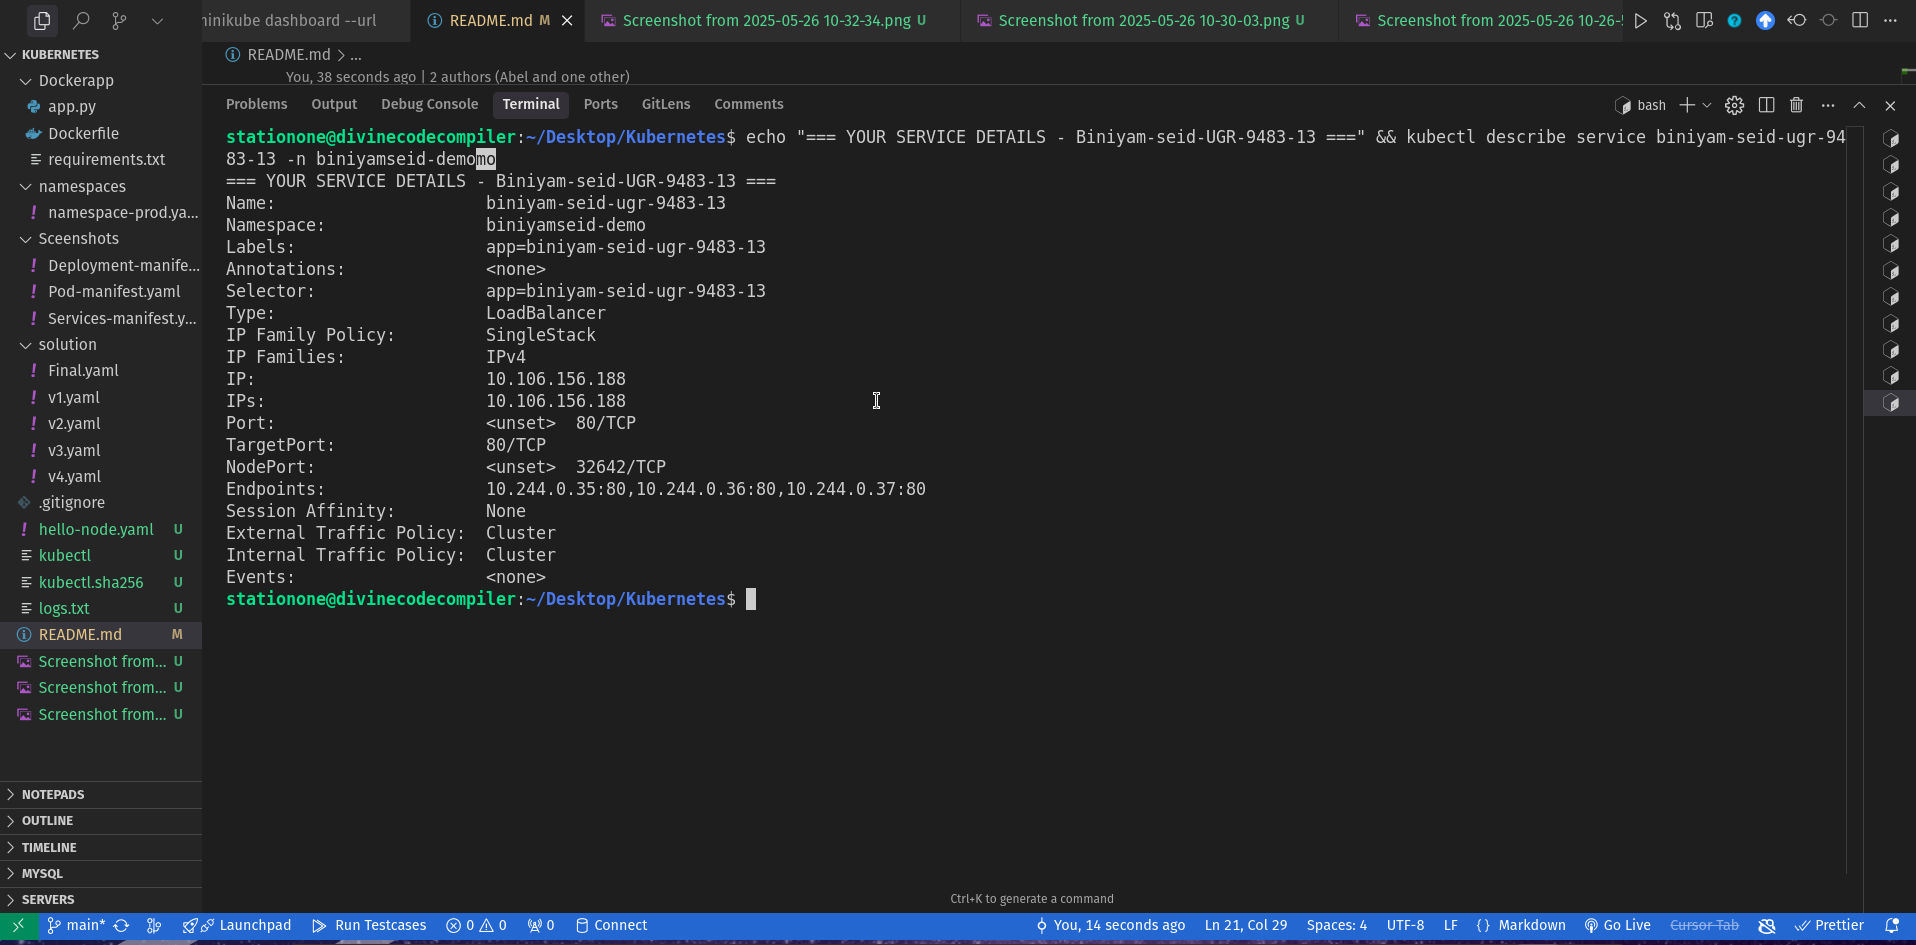 minikube dashboard --url
README.md M
Screenshot from 2025-05-26 10-32-34.png U
Screenshot from 2025-05-26 10-30-03.png U
Screenshot from 2025-05-26 10-26-
KUBERNETES
Dockerapp
app.py
Dockerfile
requirements.txt
namespaces
namespace-prod.ya...
Sceenshots
Deployment-manife...
Pod-manifest.yaml
Services-manifest.y...
solution
Final.yaml
v1.yaml
v2.yaml
v3.yaml
v4.yaml
.gitignore
hello-node.yaml U
kubectl U
kubectl.sha256 U
logs.txt U
README.md M
Screenshot from... U
Screenshot from... U
Screenshot from... U
NOTEPADS
OUTLINE
TIMELINE
MYSQL
SERVERS
README.md > ...
You, 38 seconds ago | 2 authors (Abel and one other)
Problems Output Debug Console Terminal Ports GitLens Comments
bash
stationone@divinecodecompiler:~/Desktop/Kubernetes$ echo "=== YOUR SERVICE DETAILS - Biniyam-seid-UGR-9483-13 ===" && kubectl describe service biniyam-seid-ugr-94
83-13 -n biniyamseid-demomo
=== YOUR SERVICE DETAILS - Biniyam-seid-UGR-9483-13 ===
Name: biniyam-seid-ugr-9483-13
Namespace: biniyamseid-demo
Labels: app=biniyam-seid-ugr-9483-13
Annotations: <none>
Selector: app=biniyam-seid-ugr-9483-13
Type: LoadBalancer
IP Family Policy: SingleStack
IP Families: IPv4
IP: 10.106.156.188
IPs: 10.106.156.188
Port: <unset> 80/TCP
TargetPort: 80/TCP
NodePort: <unset> 32642/TCP
Endpoints: 10.244.0.35:80,10.244.0.36:80,10.244.0.37:80
Session Affinity: None
External Traffic Policy: Cluster
Internal Traffic Policy: Cluster
Events: <none>
stationone@divinecodecompiler:~/Desktop/Kubernetes$
Ctrl+K to generate a command
main* Launchpad Run Testcases 0 0 0 Connect You, 14 seconds ago Ln 21, Col 29 Spaces: 4 UTF-8 LF {} Markdown Go Live Cursor Tab Prettier